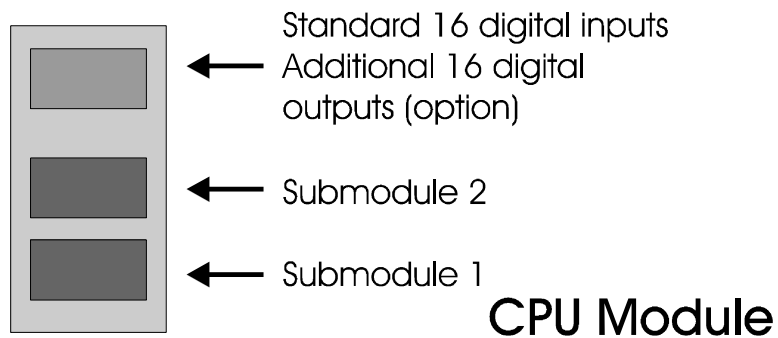 Standard 16 digital inputs
Additional 16 digital
outputs (option)
Submodule 2
Submodule 1
CPU Module